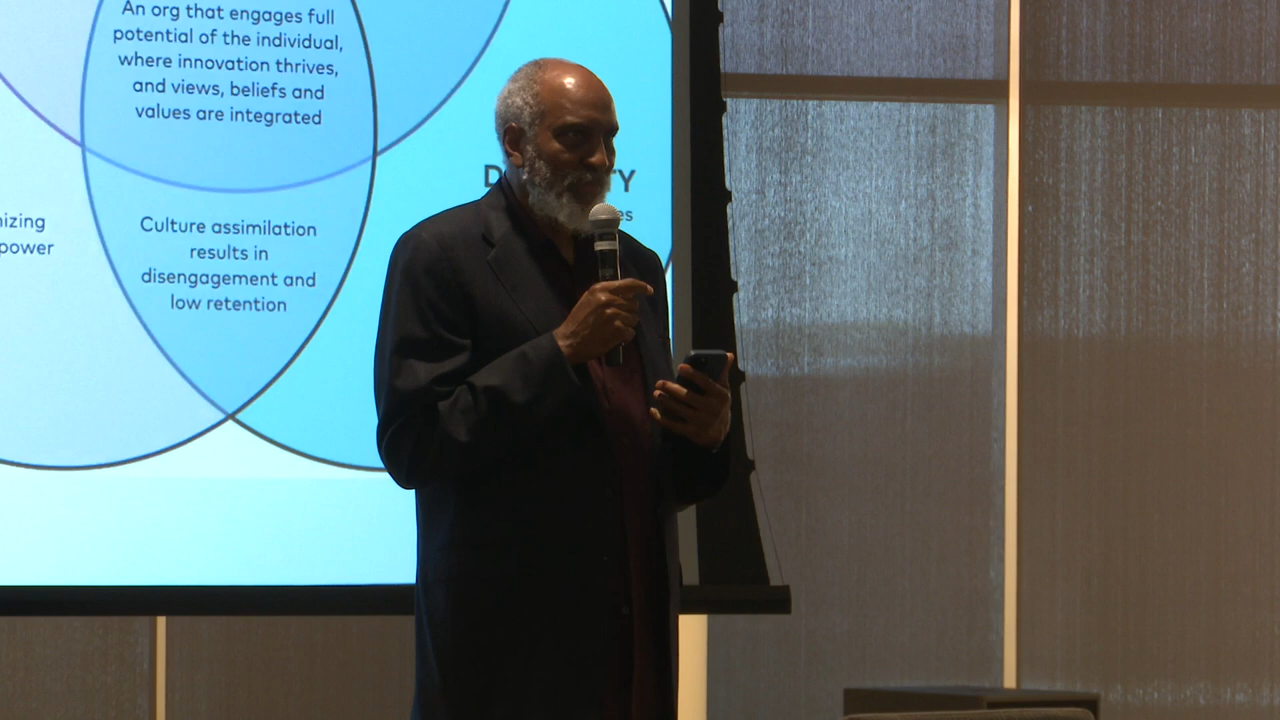 An org that engages full
potential of the individual,
where innovation thrives,
and views, beliefs and
values are integrated
Culture assimilation
results in
disengagement and
low retention
power